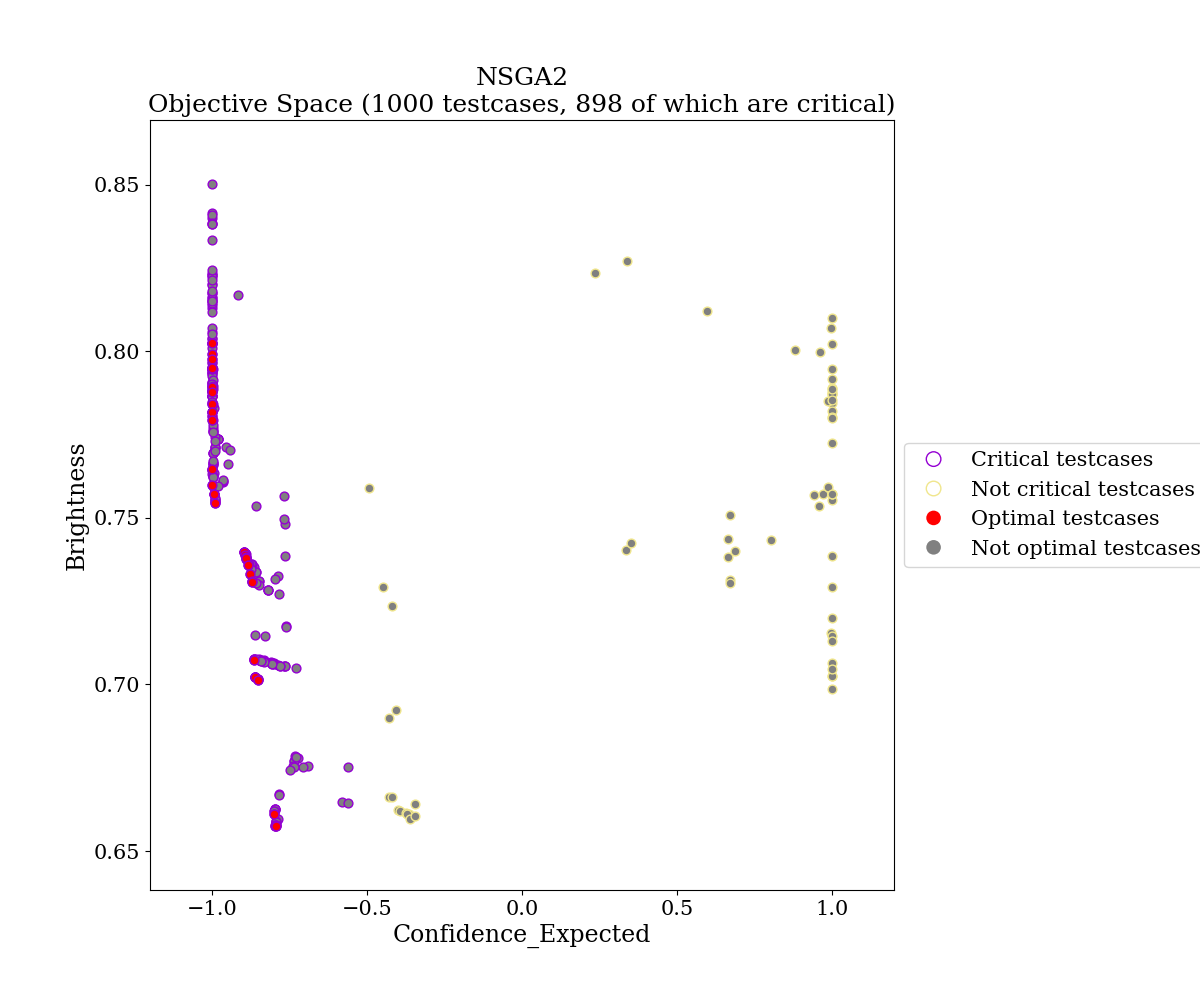 NSGA2
Objective Space (1000 testcases, 898 of which are critical)
0.85
0.80
0.75
0.70
0.65
Brightness
−1.0
−0.5
0.0
0.5
1.0
Confidence_Expected
Critical testcases
Not critical testcases
Optimal testcases
Not optimal testcases